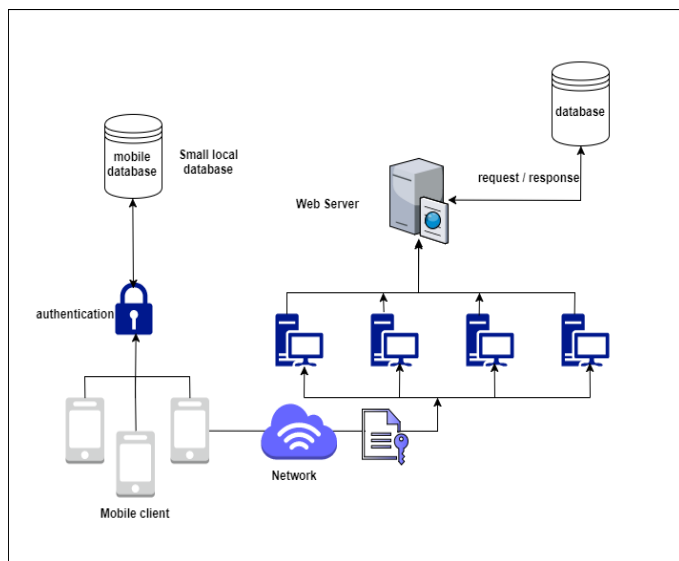 database
mobile
database
Small local
database
request / response
Web Server
authentication
Network
Mobile client